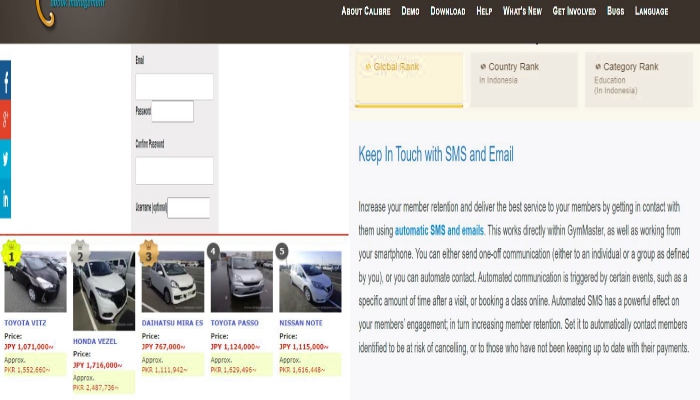 ebook management
About Calibre Demo Download Help What's New Get Involved Bugs Language
Email
Password
Confirm Password
Username (optional)
Global Rank
Country Rank
In Indonesia
Category Rank
Education
(In Indonesia)
Keep In Touch with SMS and Email
Increase your member retention and deliver the best service to your members by getting in contact with
them using automatic SMS and emails. This works directly within GymMaster, as well as working from
your smartphone. You can either send one-off communication (either to an individual or a group as defined
by you), or you can automate contact. Automated communication is triggered by certain events, such as a
specific amount of time after a visit, or booking a class online. Automated SMS has a powerful effect on
your members' engagement; in turn increasing member retention. Set it to automatically contact members
identified to be at risk of cancelling, or to those who have not been keeping up to date with their payments.
1
TOYOTA VITZ
Price:
JPY 1,071,000~
Approx.
PKR 1,552,660~
2
HONDA VEZEL
Price:
JPY 1,716,000~
Approx.
PKR 2,487,736~
3
DAIHATSU MIRA ES
Price:
JPY 767,000~
Approx.
PKR 1,111,942~
4
TOYOTA PASSO
Price:
JPY 1,124,000~
Approx.
PKR 1,629,496~
5
NISSAN NOTE
Price:
JPY 1,115,000~
Approx.
PKR 1,616,448~